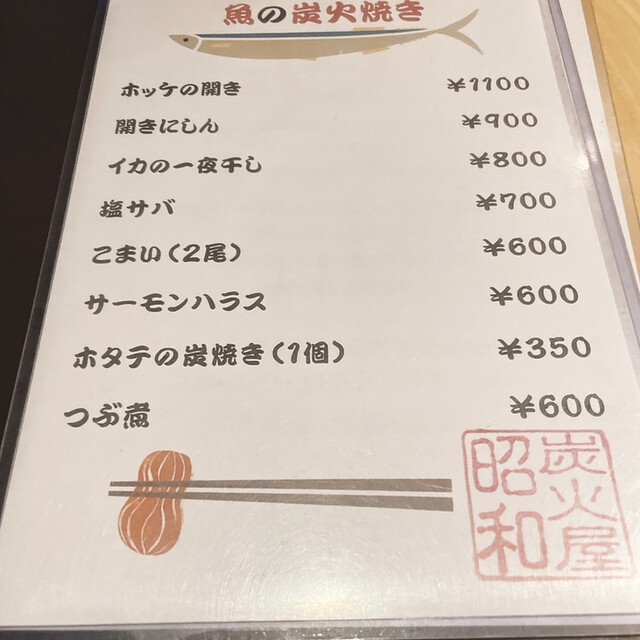 魚の炭火焼き
ホッケの開き ¥1100
開きにしん ¥900
イカの一夜干し ¥800
塩サバ ¥700
こまい(2尾) ¥600
サーモンハラス ¥600
ホタテの炭焼き(1個) ¥350
つぶ煮 ¥600
炭火屋
昭和